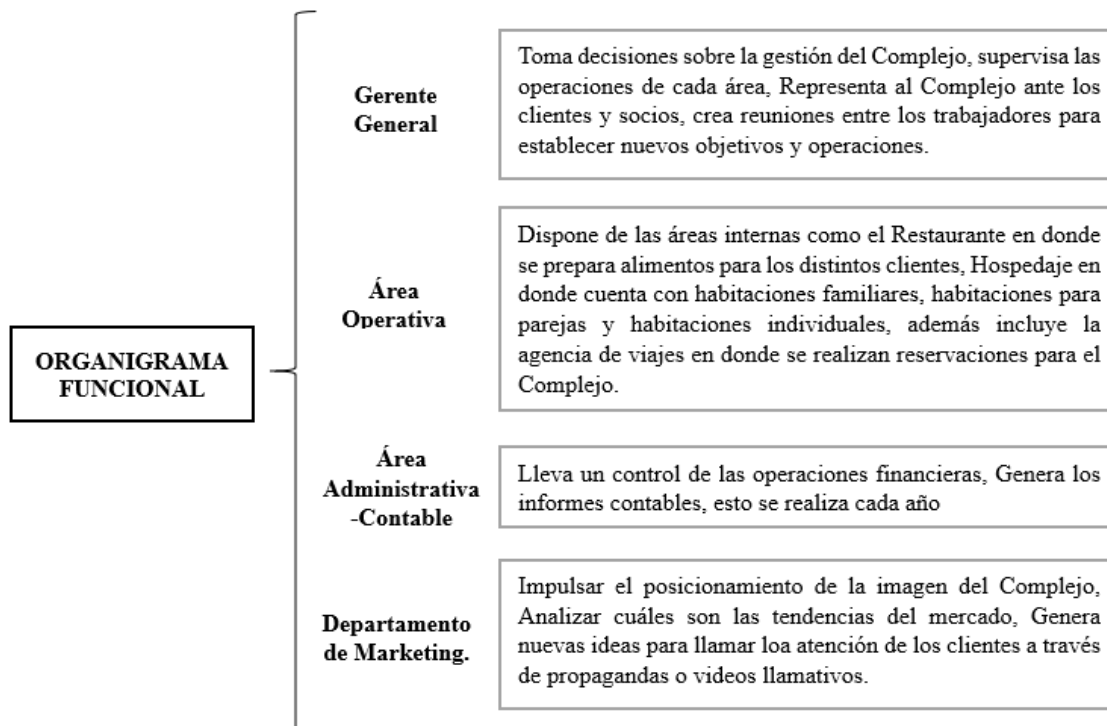 ORGANIGRAMA
FUNCIONAL
Gerente
General
Toma decisiones sobre la gestión del Complejo, supervisa las
operaciones de cada área, Representa al Complejo ante los
clientes y socios, crea reuniones entre los trabajadores para
establecer nuevos objetivos y operaciones.
Área
Operativa
Dispone de las áreas internas como el Restaurante en donde
se prepara alimentos para los distintos clientes, Hospedaje en
donde cuenta con habitaciones familiares, habitaciones para
parejas y habitaciones individuales, además incluye la
agencia de viajes en donde se realizan reservaciones para el
Complejo.
Área
Administrativa
-Contable
Lleva un control de las operaciones financieras, Genera los
informes contables, esto se realiza cada año
Departamento
de Marketing.
Impulsar el posicionamiento de la imagen del Complejo,
Analizar cuáles son las tendencias del mercado, Genera
nuevas ideas para llamar loa atención de los clientes a través
de propagandas o videos llamativos.